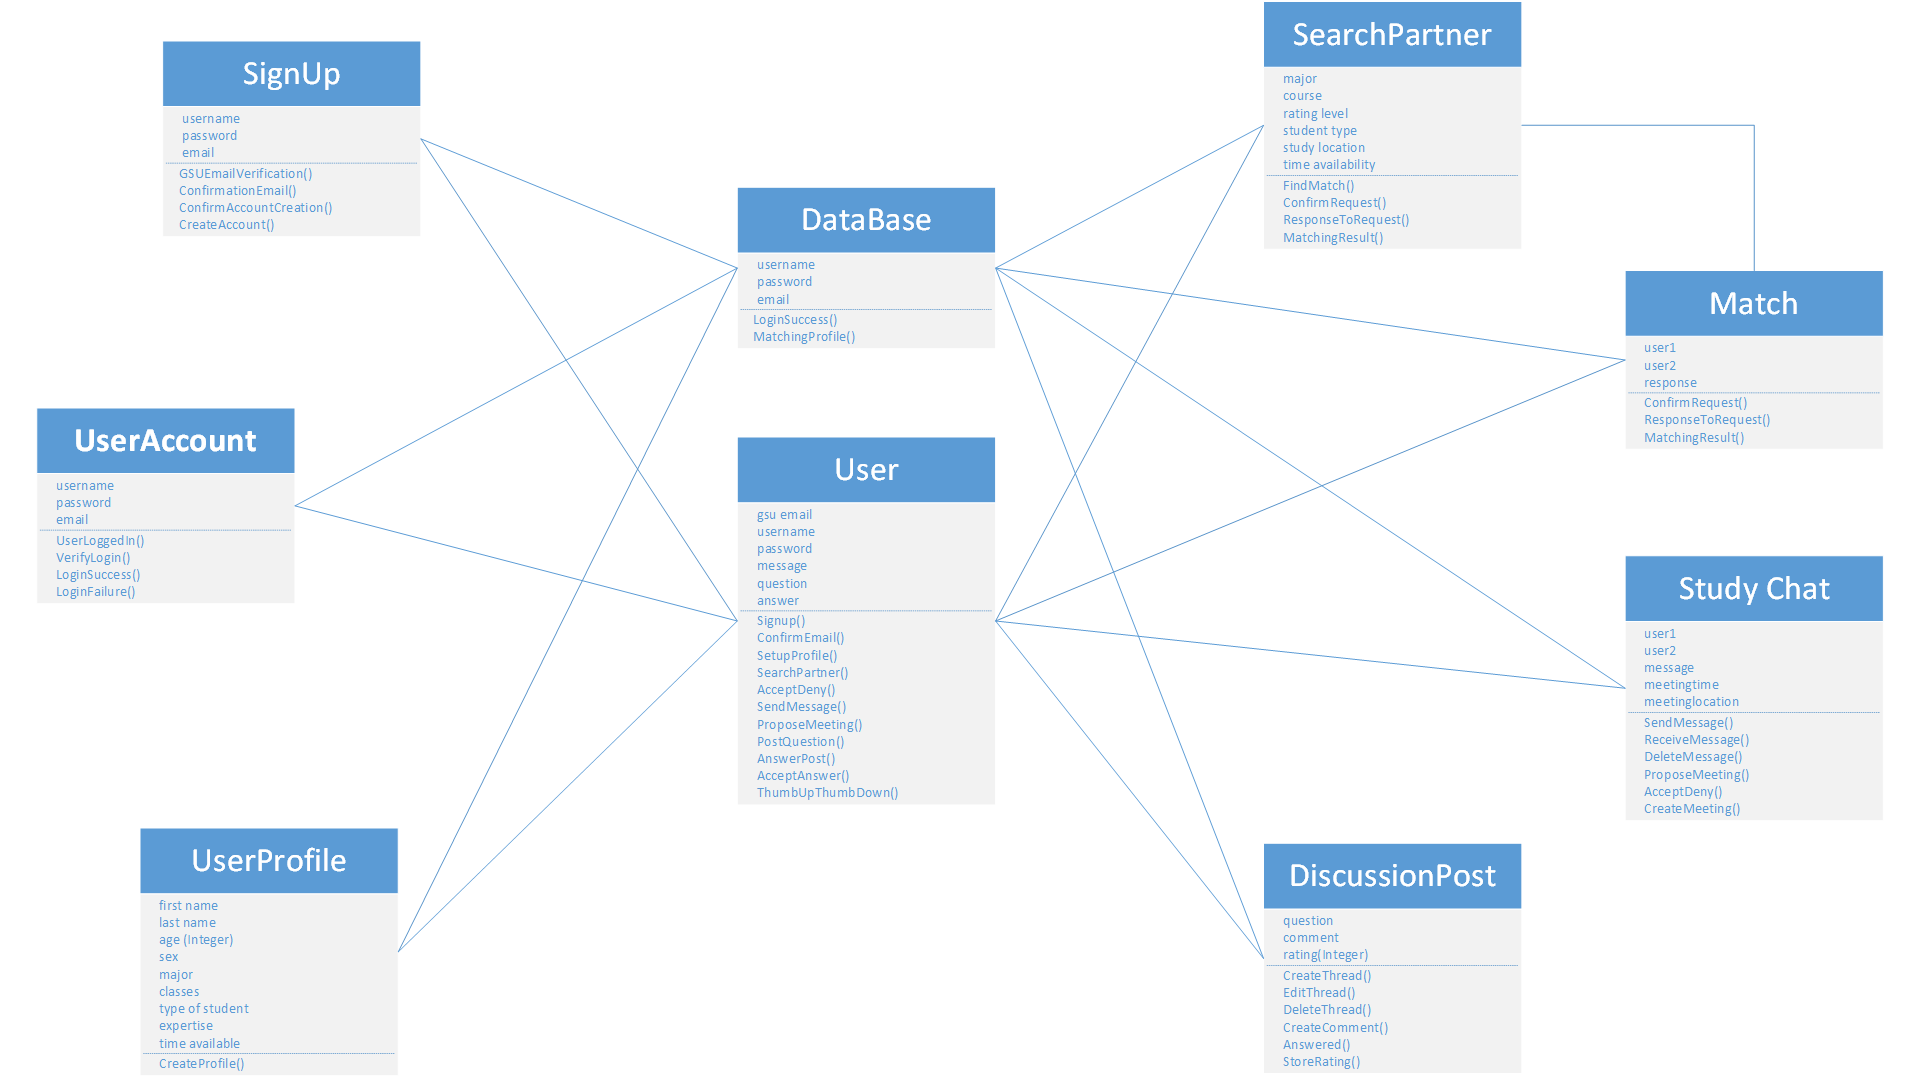 SignUp
username
password
email
GSUEmailVerification()
ConfirmationEmail()
ConfirmAccountCreation()
CreateAccount()
UserAccount
username
password
email
UserLoggedIn()
VerifyLogin()
LoginSuccess()
LoginFailure()
UserProfile
first name
last name
age (Integer)
sex
major
classes
type of student
expertise
time available
CreateProfile()
DataBase
username
password
email
LoginSuccess()
MatchingProfile()
User
gsu email
username
password
message
question
answer
Signup()
ConfirmEmail()
SetupProfile()
SearchPartner()
AcceptDeny()
SendMessage()
ProposeMeeting()
PostQuestion()
AnswerPost()
AcceptAnswer()
ThumbUpThumbDown()
SearchPartner
major
course
rating level
student type
study location
time availability
FindMatch()
ConfirmRequest()
ResponseToRequest()
MatchingResult()
Match
user1
user2
response
ConfirmRequest()
ResponseToRequest()
MatchingResult()
Study Chat
user1
user2
message
meetingtime
meetinglocation
SendMessage()
ReceiveMessage()
DeleteMessage()
ProposeMeeting()
AcceptDeny()
CreateMeeting()
DiscussionPost
question
comment
rating(Integer)
CreateThread()
EditThread()
DeleteThread()
CreateComment()
Answered()
StoreRating()